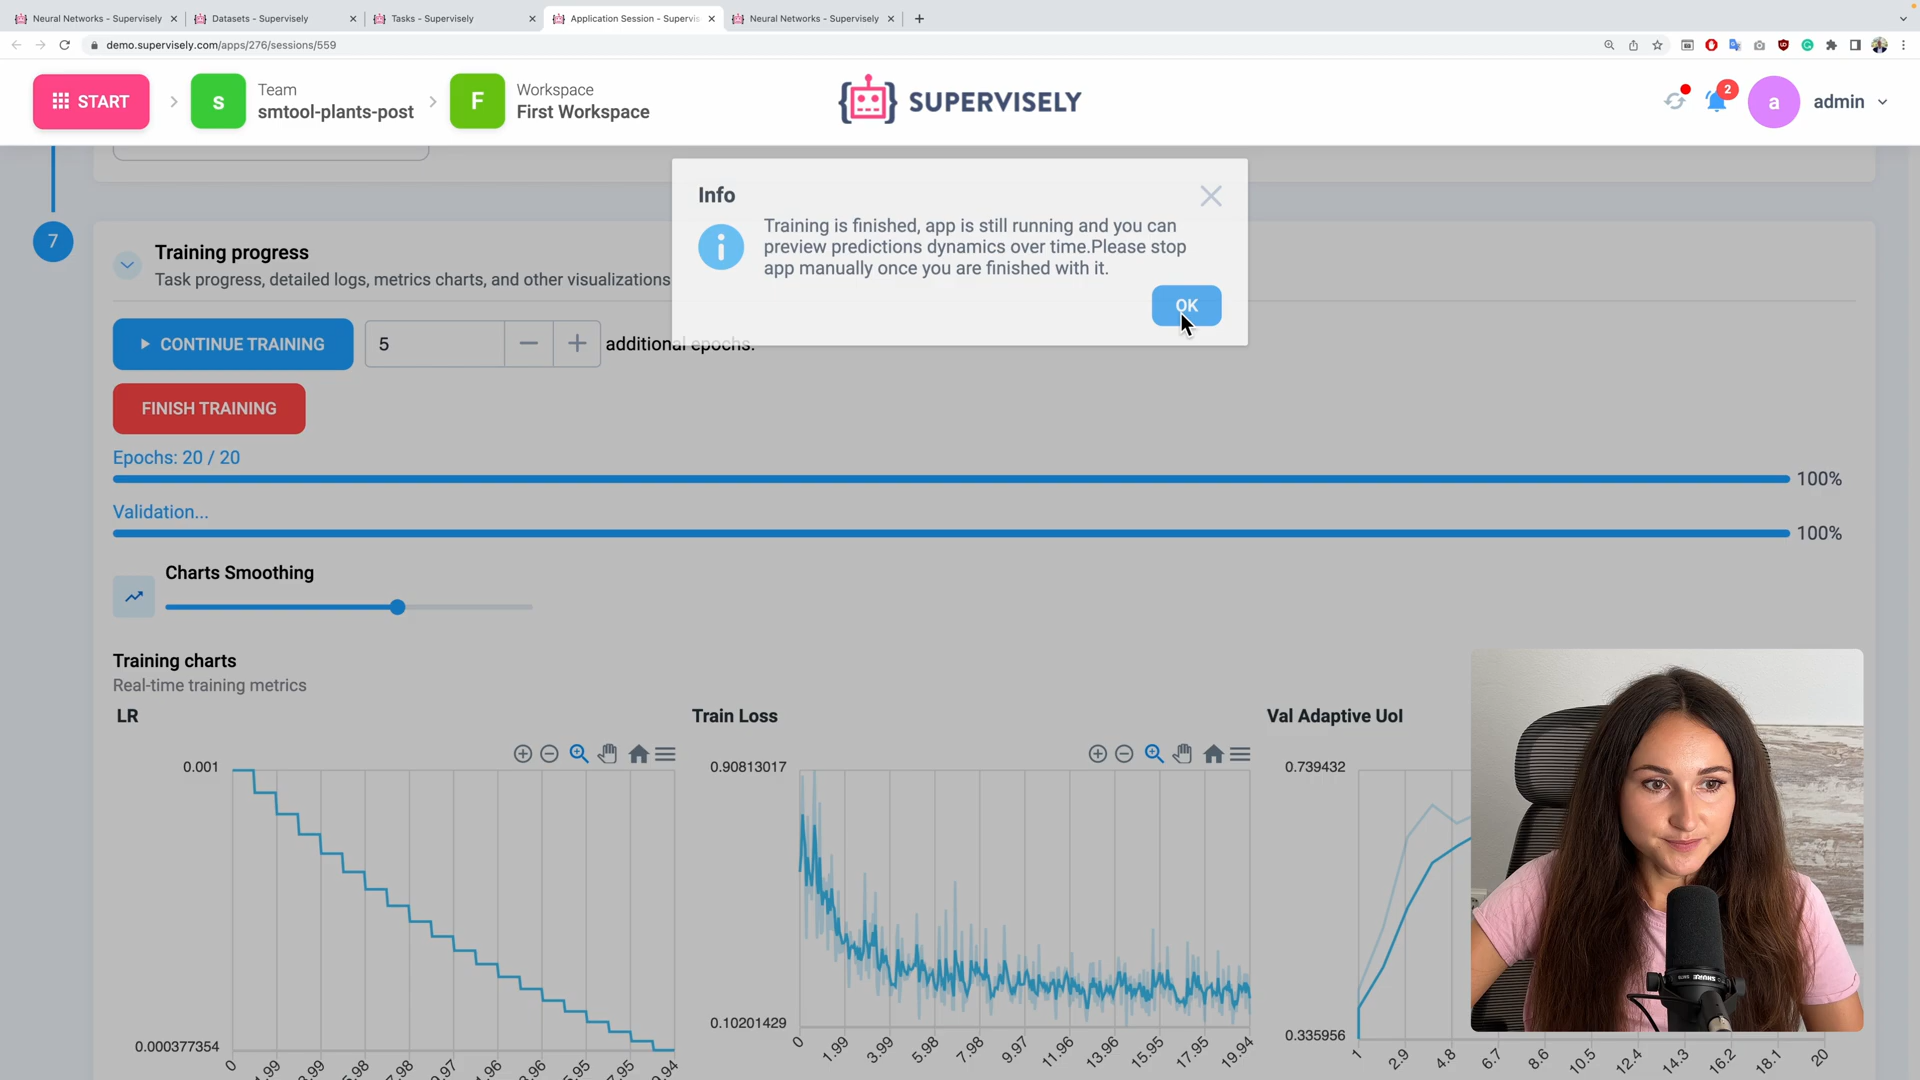 Neural Networks - Supervisely
Datasets - Supervisely
Tasks - Supervisely
Application Session - Supervis
Neural Networks - Supervisely
demo.supervisely.com/apps/276/sessions/559
START
s
Team
smtool-plants-post
F
Workspace
First Workspace
SUPERVISELY
2
a
admin
Info
Training is finished, app is still running and you can
preview predictions dynamics over time.Please stop
app manually once you are finished with it.
OK
7
Training progress
Task progress, detailed logs, metrics charts, and other visualizations
CONTINUE TRAINING
5
additional epochs.
FINISH TRAINING
Epochs: 20 / 20
100%
Validation...
100%
Charts Smoothing
Training charts
Real-time training metrics
LR
0.001
0.000377354
0
Train Loss
0.90813017
0.10201429
0 1.99 3.99 5.98 7.98 9.97 11.96 13.96 15.95 17.95 19.94
Val Adaptive UoI
0.739432
0.335956
1 2.9 4.8 6.7 8.6 10.5 12.4 14.3 16.2 18.1 20
SHURE